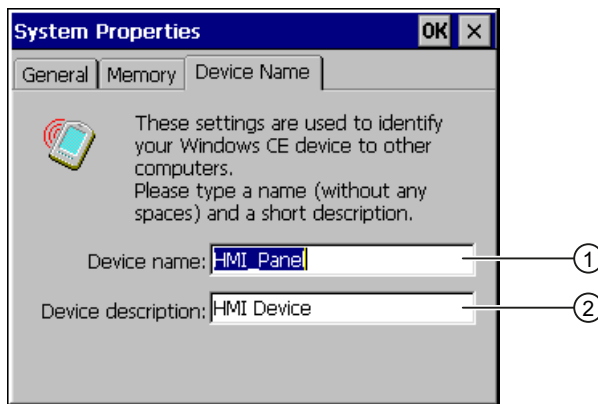 System Properties OK ×
General Memory Device Name
These settings are used to identify
your Windows CE device to other
computers.
Please type a name (without any
spaces) and a short description.
Device name: HMI_Panel 1
Device description: HMI Device 2